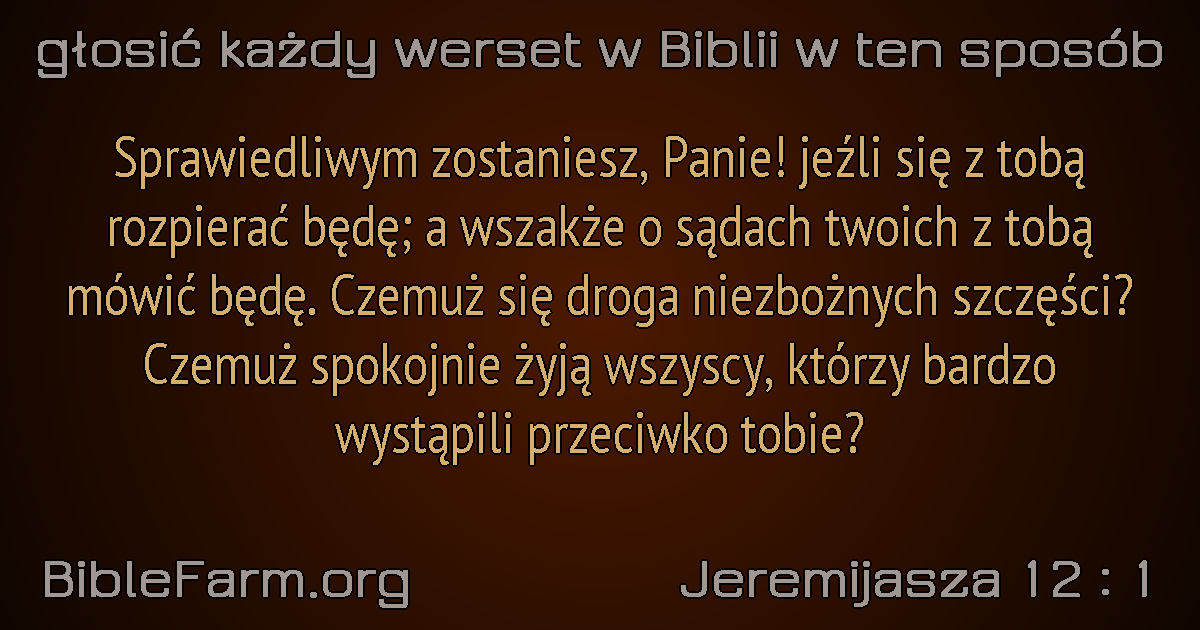 głosić każdy werset w Biblii w ten sposób
Sprawiedliwym zostaniesz, Panie! jeźli się z tobą
rozpierać będę; a wszakże o sądach twoich z tobą
mówić będę. Czemuż się droga niezbożnych szczęści?
Czemuż spokojnie żyją wszyscy, którzy bardzo
wystąpili przeciwko tobie?
BibleFarm.org
Jeremijasza 12 : 1